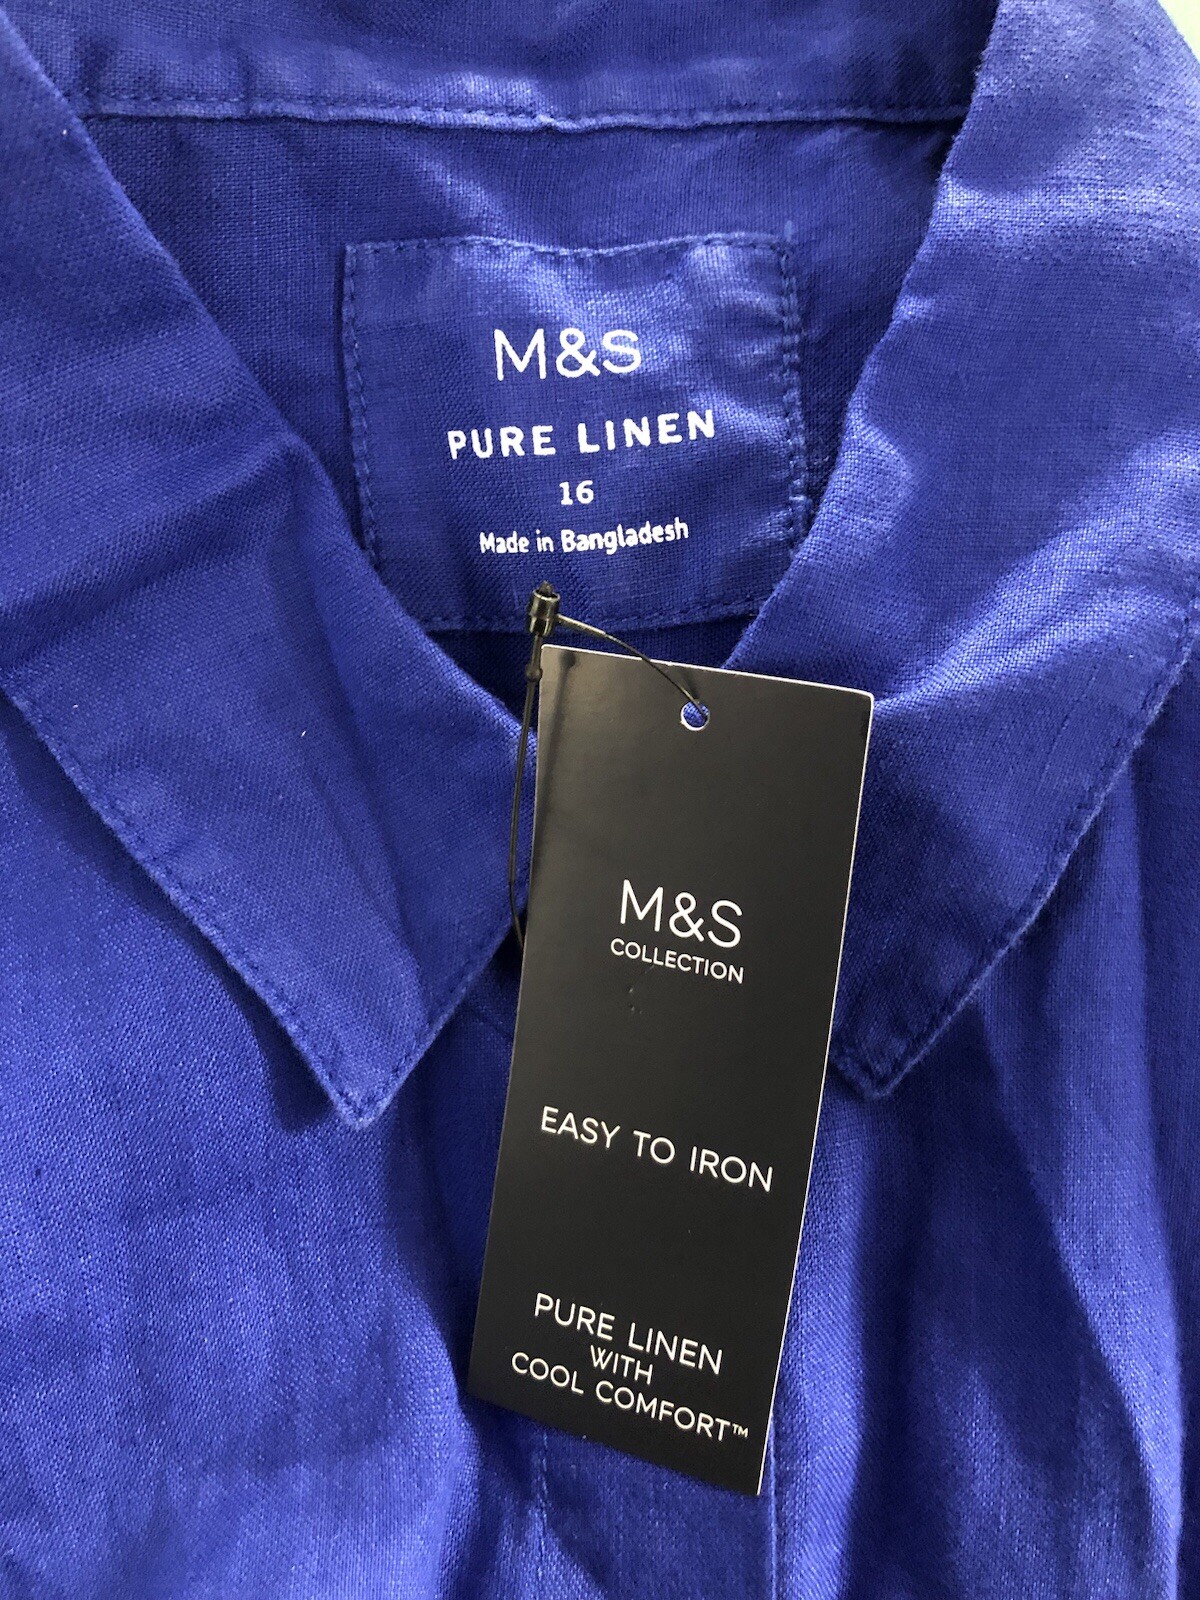 M&S
PURE LINEN
16
Made in Bangladesh
M&S
COLLECTION
EASY TO IRON
PURE LINEN
WITH
COOL COMFORT™